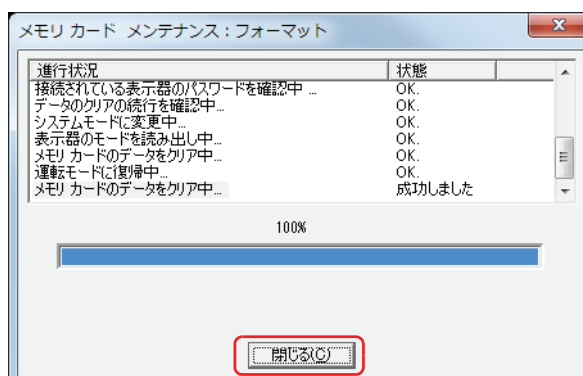 メモリ カード メンテナンス：フォーマット
進行状況 状態
接続されている表示器のパスワードを確認中 ... OK.
データのクリアの続行を確認中... OK.
システムモードに変更中... OK.
表示器のモードを読み出し中... OK.
メモリ カードのデータをクリア中... OK.
運転モードに復帰中... OK.
メモリ カードのデータをクリア中... 成功しました
100%
閉じる(C)